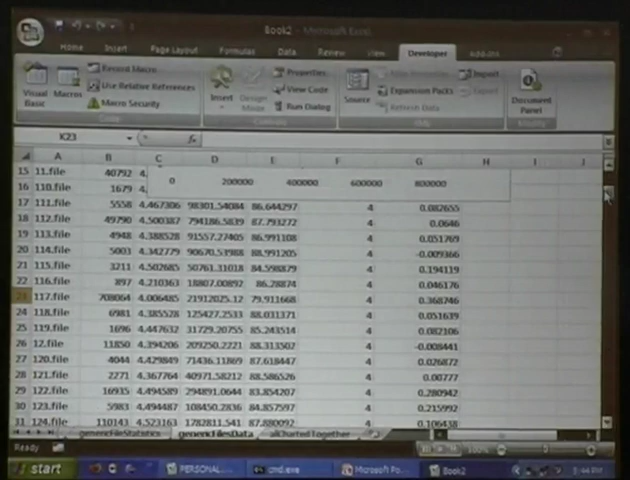 Book2 - Microsoft Excel
Home Insert Page Layout Formulas Data Review View Developer Add-Ins
Visual Basic Macros Record Macro Use Relative References Macro Security
Insert Design Mode Properties View Code Run Dialog
Source Expansion Packs Refresh Data Import Export
Document Panel
Code Controls XML Modify
K23 fx
A B C D E F G H I J
0 200000 400000 600000 800000
15 11.file 40792 4.
16 110.file 1679 4.
17 111.file 5558 4.467306 98301.54084 86.644297 4 0.082655
18 112.file 49790 4.500387 794186.5839 87.793272 4 0.0646
19 113.file 4948 4.388528 91557.27405 86.991108 4 0.051769
20 114.file 5003 4.342779 90670.53988 88.991205 4 -0.009366
21 115.file 3211 4.502685 50761.31018 84.598879 4 0.194119
22 116.file 897 4.210363 18807.00892 86.28874 4 0.046176
23 117.file 708064 4.006485 21912025.12 79.911668 4 0.368746
24 118.file 6981 4.385528 125427.2533 88.031371 4 0.051639
25 119.file 1696 4.447632 31729.20755 85.243514 4 0.082106
26 12.file 11850 4.394206 209250.2221 88.313502 4 -0.008441
27 120.file 4044 4.429849 71436.11869 87.618447 4 0.026872
28 121.file 2271 4.367764 40971.58212 88.586526 4 0.00777
29 122.file 16935 4.494589 294891.0644 83.854207 4 0.280942
30 123.file 5983 4.494487 108450.2836 84.857597 4 0.215992
31 124.file 110143 4.523163 1782811.541 87.880092 4 0.106438
genericFileStatistics genericFilesData allChartedTogether
Ready 100%
start PERSONAL... cmd.exe Microsoft Po... Book2